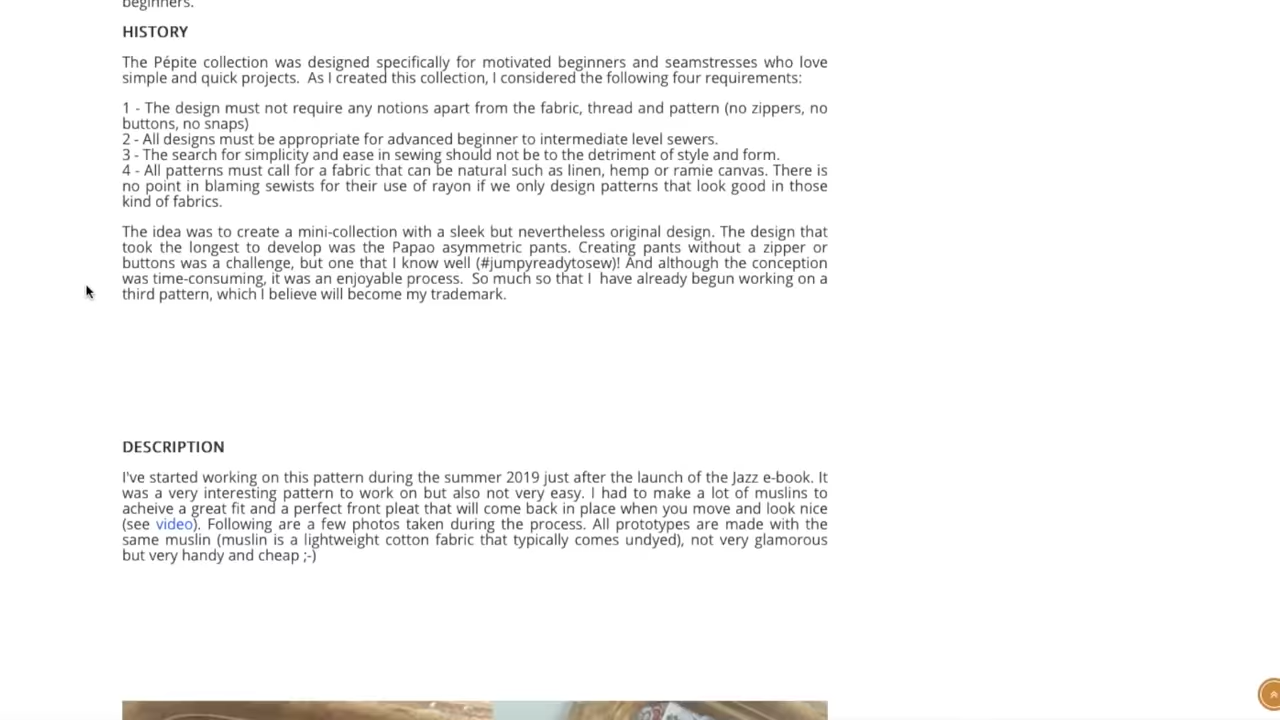 beginners.
HISTORY
The Pépite collection was designed specifically for motivated beginners and seamstresses who love
simple and quick projects.  As I created this collection, I considered the following four requirements:
1 - The design must not require any notions apart from the fabric, thread and pattern (no zippers, no
buttons, no snaps)
2 - All designs must be appropriate for advanced beginner to intermediate level sewers.
3 - The search for simplicity and ease in sewing should not be to the detriment of style and form.
4 - All patterns must call for a fabric that can be natural such as linen, hemp or ramie canvas. There is
no point in blaming sewists for their use of rayon if we only design patterns that look good in those
kind of fabrics.
The idea was to create a mini-collection with a sleek but nevertheless original design. The design that
took the longest to develop was the Papao asymmetric pants. Creating pants without a zipper or
buttons was a challenge, but one that I know well (#jumpyreadytosew)! And although the conception
was time-consuming, it was an enjoyable process.  So much so that I  have already begun working on a
third pattern, which I believe will become my trademark.
DESCRIPTION
I've started working on this pattern during the summer 2019 just after the launch of the Jazz e-book. It
was a very interesting pattern to work on but also not very easy. I had to make a lot of muslins to
acheive a great fit and a perfect front pleat that will come back in place when you move and look nice
(see video). Following are a few photos taken during the process. All prototypes are made with the
same muslin (muslin is a lightweight cotton fabric that typically comes undyed), not very glamorous
but very handy and cheap ;-)